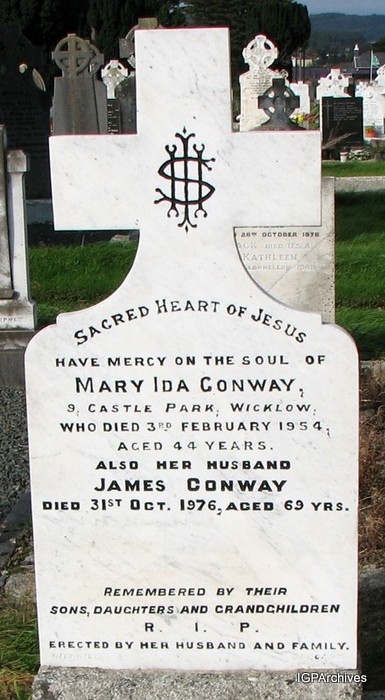 IHS
28TH OCTOBER 1976
DIED U.S.A.
KATHLEEN
SACRED HEART OF JESUS
HAVE MERCY ON THE SOUL OF
MARY IDA CONWAY,
9, CASTLE PARK, WICKLOW,
WHO DIED 3RD FEBRUARY 1954,
AGED 44 YEARS.
ALSO HER HUSBAND
JAMES CONWAY
DIED 31ST OCT. 1976, AGED 69 YRS.
REMEMBERED BY THEIR
SONS, DAUGHTERS AND GRANDCHILDREN
R. I. P.
ERECTED BY HER HUSBAND AND FAMILY.
IGPArchives